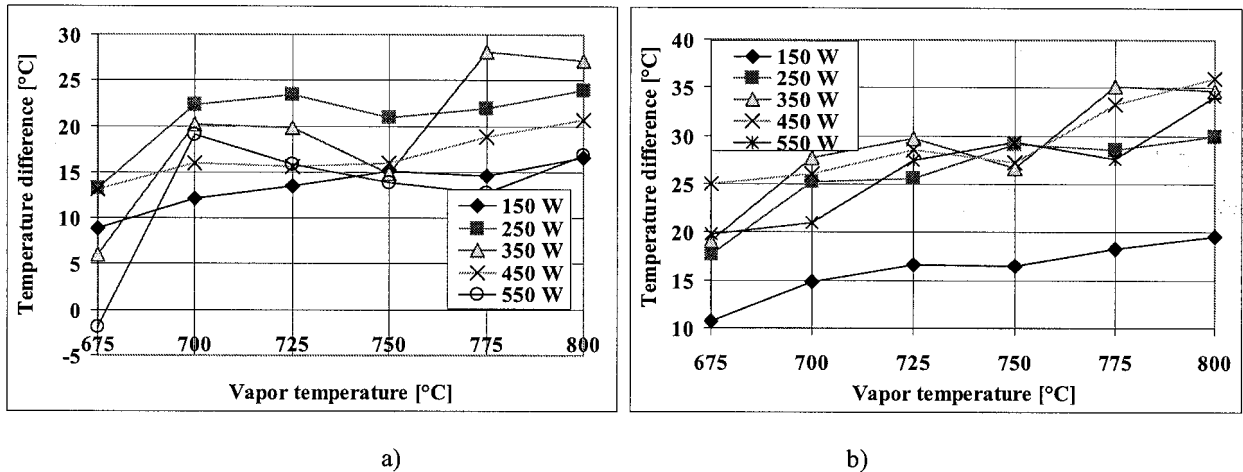 30
25
20
15
10
5
0
-5
Temperature difference [°C]
675 700 725 750 775 800
Vapor temperature [°C]
150 W
250 W
350 W
450 W
550 W
a)
40
35
30
25
20
15
10
Temperature difference [°C]
150 W
250 W
350 W
450 W
550 W
675 700 725 750 775 800
Vapor temperature [°C]
b)